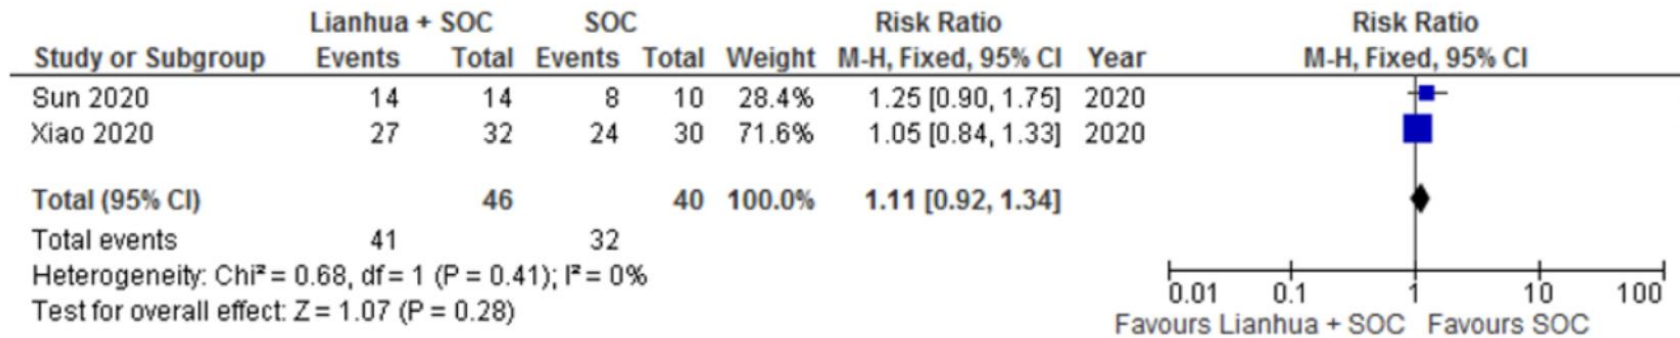 Lianhua + SOC SOC Risk Ratio Risk Ratio
Study or Subgroup Events Total Events Total Weight M-H, Fixed, 95% CI Year M-H, Fixed, 95% CI
Sun 2020 14 14 8 10 28.4% 1.25 [0.90, 1.75] 2020
Xiao 2020 27 32 24 30 71.6% 1.05 [0.84, 1.33] 2020
Total (95% CI) 46 40 100.0% 1.11 [0.92, 1.34]
Total events 41 32
Heterogeneity: Chi² = 0.68, df = 1 (P = 0.41); I² = 0%
Test for overall effect: Z = 1.07 (P = 0.28)
0.01 0.1 1 10 100
Favours Lianhua + SOC Favours SOC